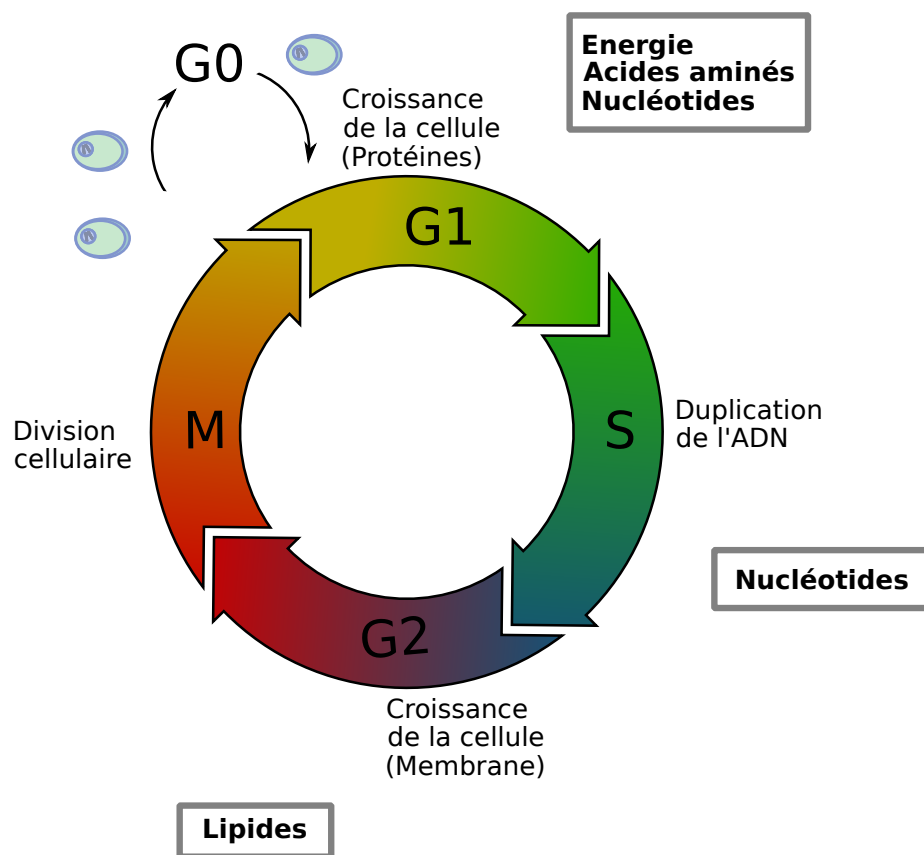 G0
Energie
Acides aminés
Nucléotides
Croissance
de la cellule
(Protéines)
G1
S
Duplication
de l'ADN
Nucléotides
G2
Croissance
de la cellule
(Membrane)
Lipides
M
Division
cellulaire